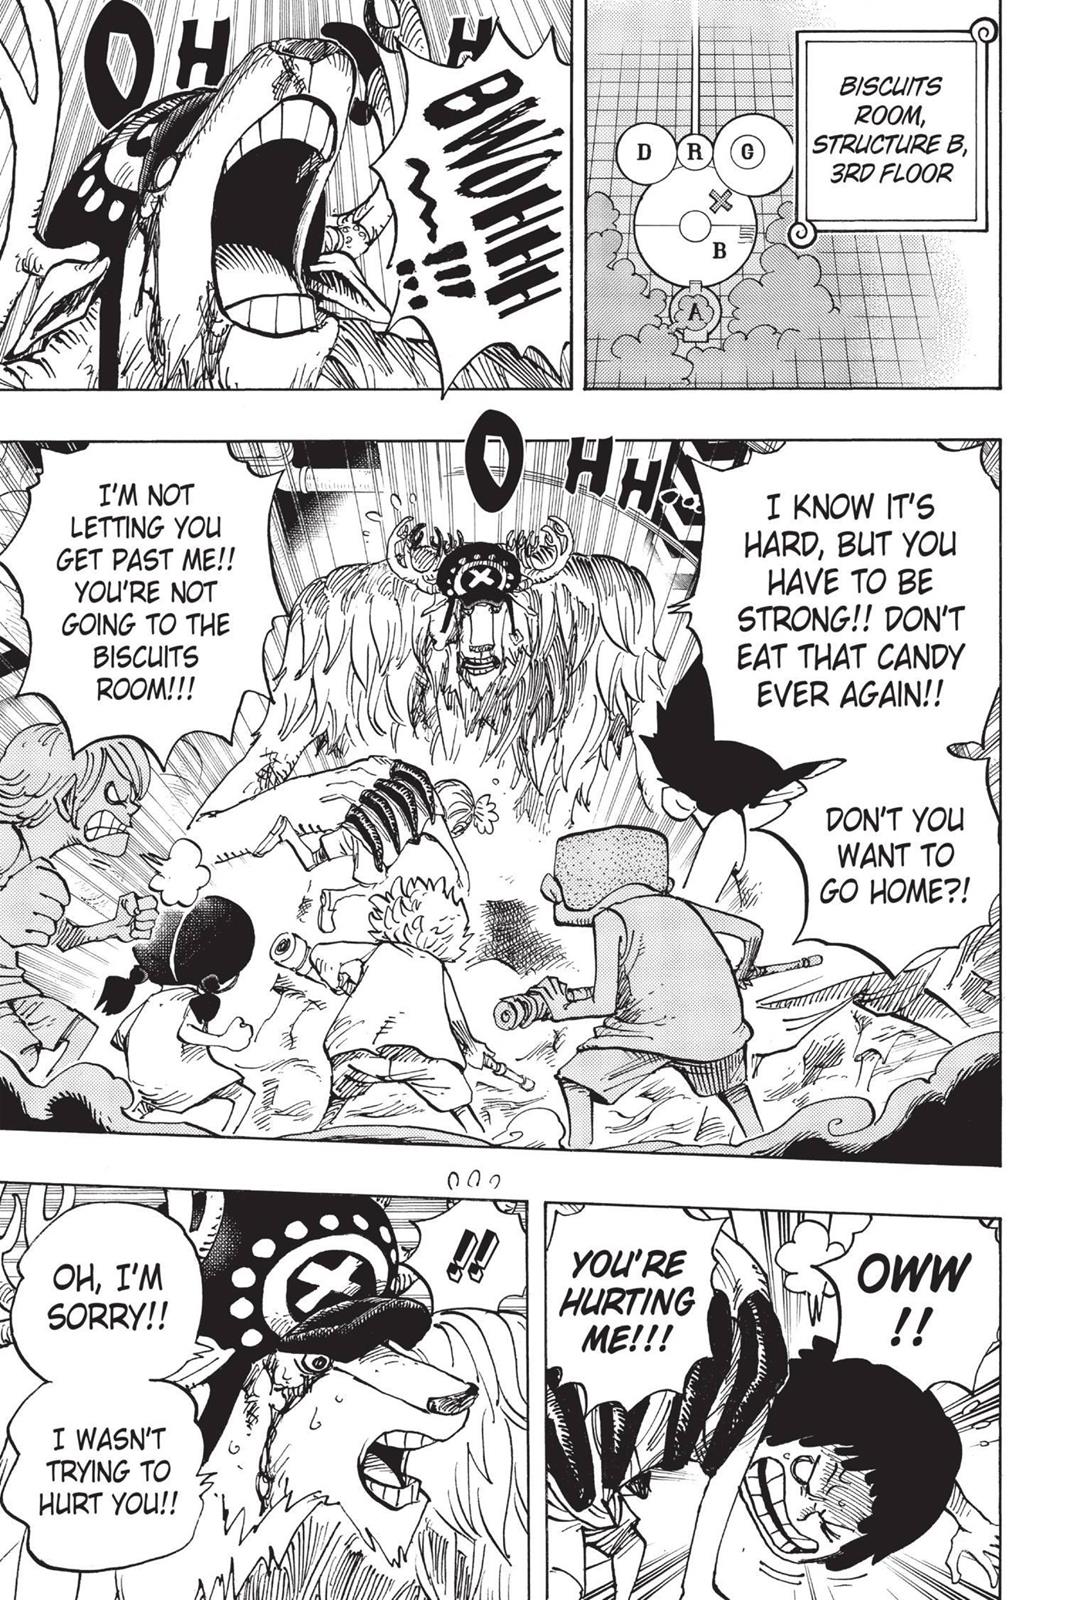 BISCUITS
ROOM,
STRUCTURE B,
3RD FLOOR
D
R
G
B
A
OHH
BWOHHHH
~~!!!
OHHH
I KNOW IT'S
HARD, BUT YOU
HAVE TO BE
STRONG!! DON'T
EAT THAT CANDY
EVER AGAIN!!
DON'T YOU
WANT TO
GO HOME?!
I'M NOT
LETTING YOU
GET PAST ME!!
YOU'RE NOT
GOING TO THE
BISCUITS
ROOM!!!
OWW
!!
YOU'RE
HURTING
ME!!!
!!
OH, I'M
SORRY!!
I WASN'T
TRYING TO
HURT YOU!!